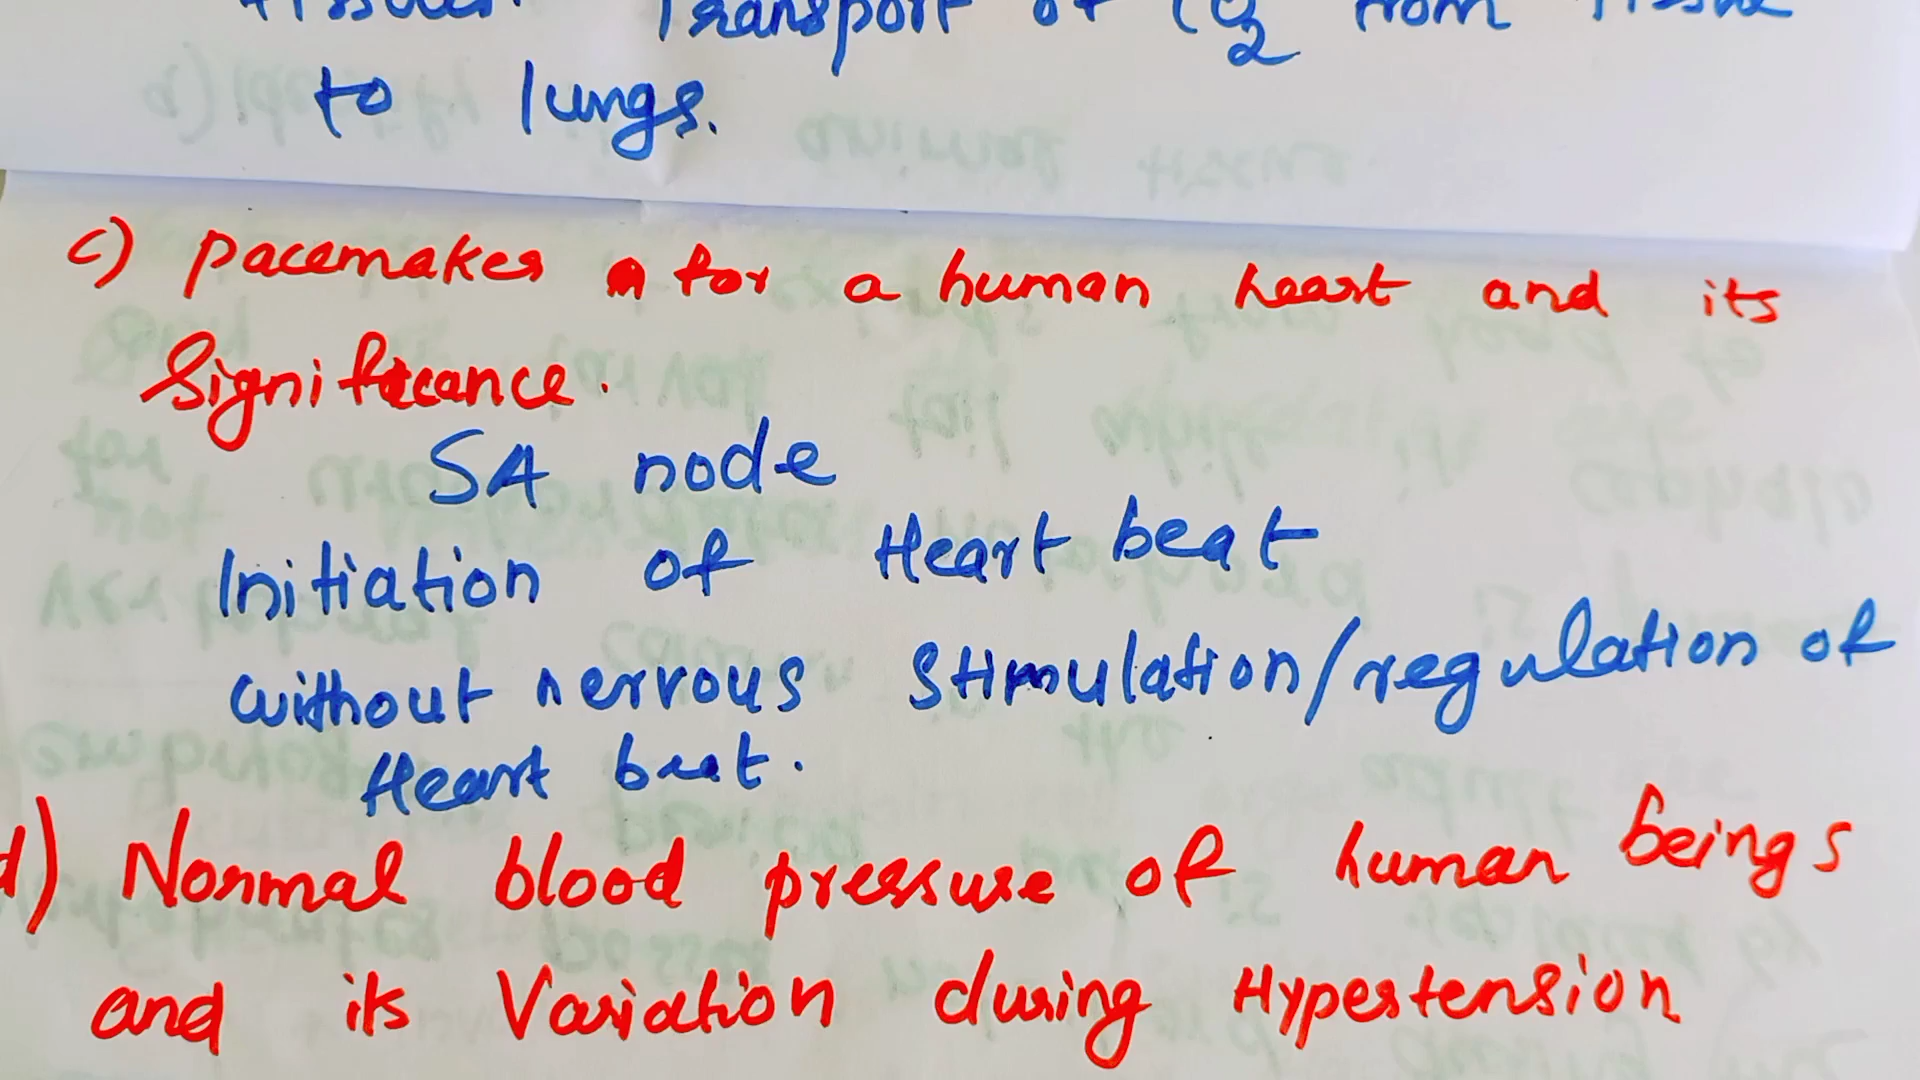 Transport of CO2 from tissue
to lungs.
c) pacemaker for a human heart and its
Significance.
SA node
Initiation of Heart beat
without nervous stimulation/regulation of
Heart beat.
d) Normal blood pressure of human beings
and its Variation during Hypertension